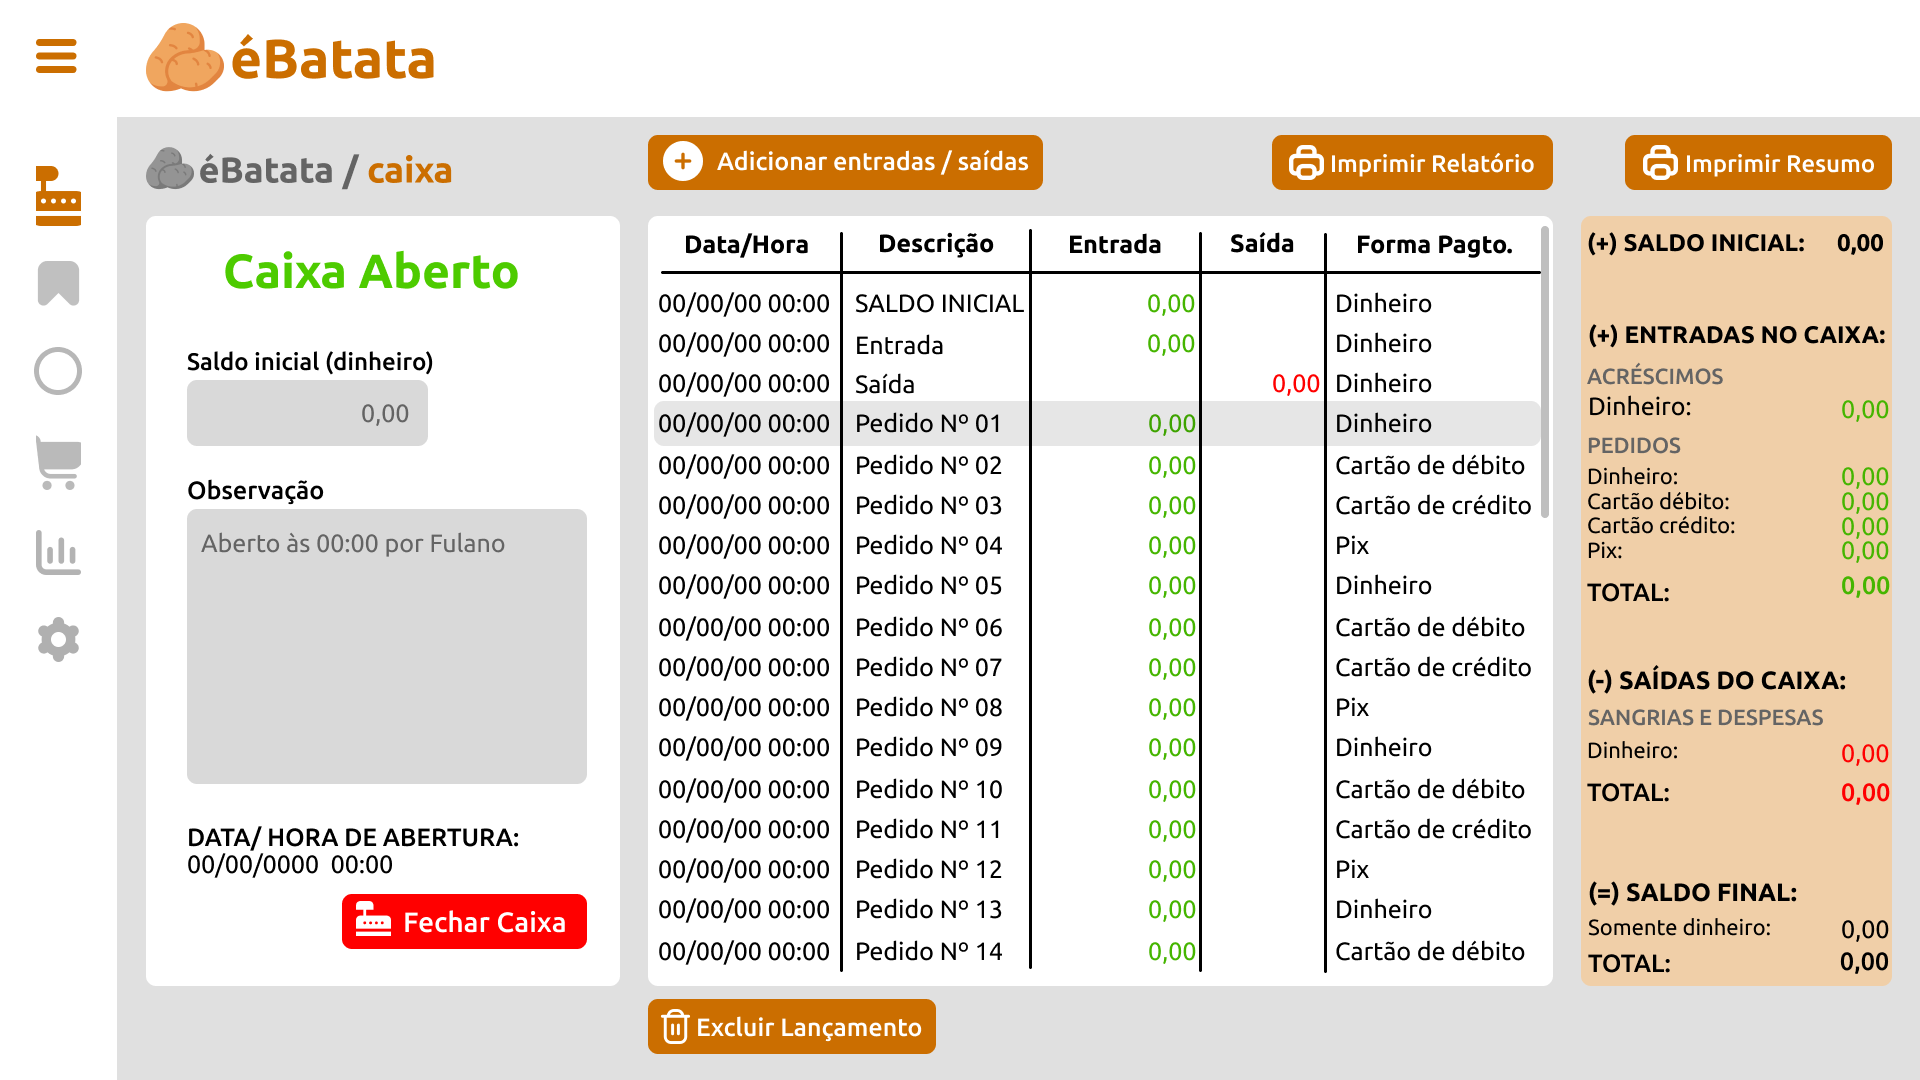 éBatata
éBatata / caixa
Adicionar entradas / saídas
Imprimir Relatório
Imprimir Resumo
Caixa Aberto
Saldo inicial (dinheiro)
0,00
Observação
Aberto às 00:00 por Fulano
DATA/ HORA DE ABERTURA:
00/00/0000 00:00
Fechar Caixa
Data/Hora Descrição Entrada Saída Forma Pagto.
00/00/00 00:00 SALDO INICIAL 0,00 Dinheiro
00/00/00 00:00 Entrada 0,00 Dinheiro
00/00/00 00:00 Saída 0,00 Dinheiro
00/00/00 00:00 Pedido Nº 01 0,00 Dinheiro
00/00/00 00:00 Pedido Nº 02 0,00 Cartão de débito
00/00/00 00:00 Pedido Nº 03 0,00 Cartão de crédito
00/00/00 00:00 Pedido Nº 04 0,00 Pix
00/00/00 00:00 Pedido Nº 05 0,00 Dinheiro
00/00/00 00:00 Pedido Nº 06 0,00 Cartão de débito
00/00/00 00:00 Pedido Nº 07 0,00 Cartão de crédito
00/00/00 00:00 Pedido Nº 08 0,00 Pix
00/00/00 00:00 Pedido Nº 09 0,00 Dinheiro
00/00/00 00:00 Pedido Nº 10 0,00 Cartão de débito
00/00/00 00:00 Pedido Nº 11 0,00 Cartão de crédito
00/00/00 00:00 Pedido Nº 12 0,00 Pix
00/00/00 00:00 Pedido Nº 13 0,00 Dinheiro
00/00/00 00:00 Pedido Nº 14 0,00 Cartão de débito
Excluir Lançamento
(+) SALDO INICIAL: 0,00
(+) ENTRADAS NO CAIXA:
ACRÉSCIMOS
Dinheiro: 0,00
PEDIDOS
Dinheiro: 0,00
Cartão débito: 0,00
Cartão crédito: 0,00
Pix: 0,00
TOTAL: 0,00
(-) SAÍDAS DO CAIXA:
SANGRIAS E DESPESAS
Dinheiro: 0,00
TOTAL: 0,00
(=) SALDO FINAL:
Somente dinheiro: 0,00
TOTAL: 0,00